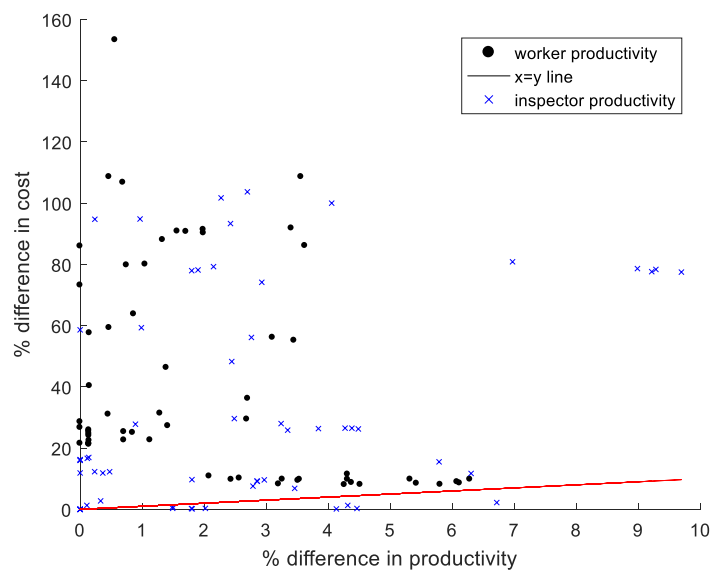 160
140
120
100
80
60
40
20
0
% difference in cost
worker productivity
x=y line
inspector productivity
0 1 2 3 4 5 6 7 8 9 10
% difference in productivity